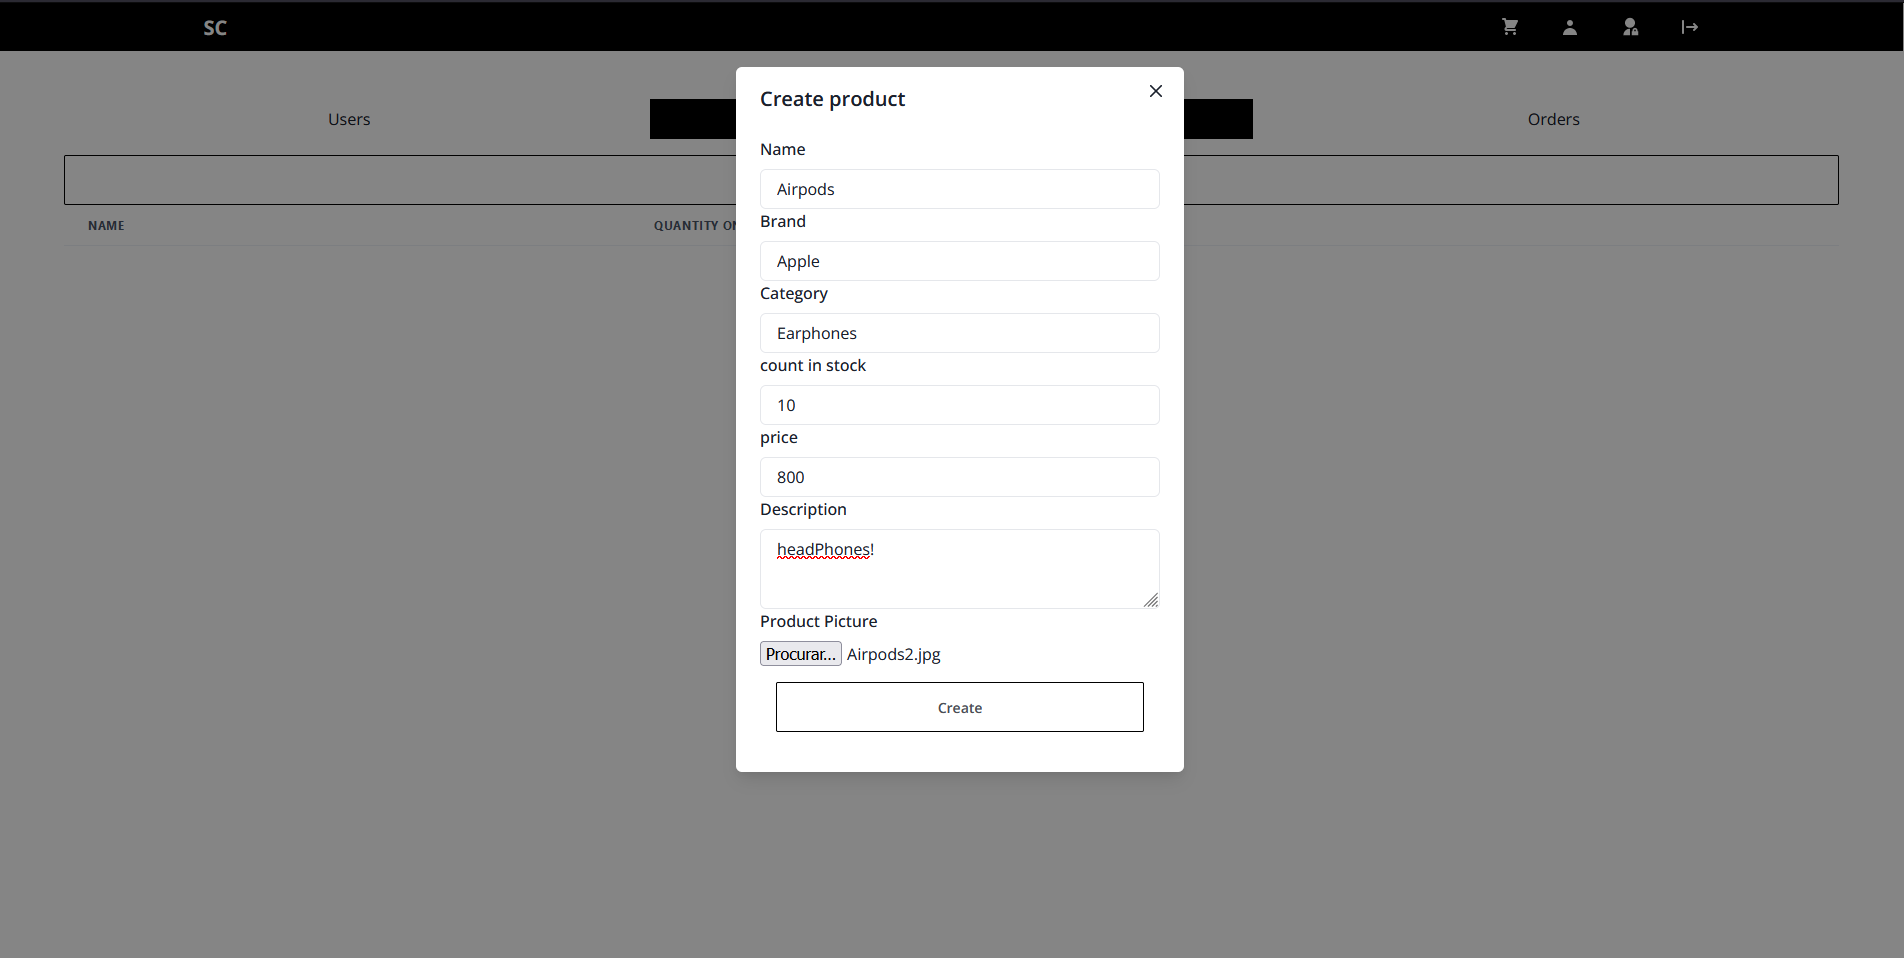 SC
Users
Orders
NAME
QUANTITY
Create product
Name
Airpods
Brand
Apple
Category
Earphones
count in stock
10
price
800
Description
headPhones!
Product Picture
Procurar... Airpods2.jpg
Create